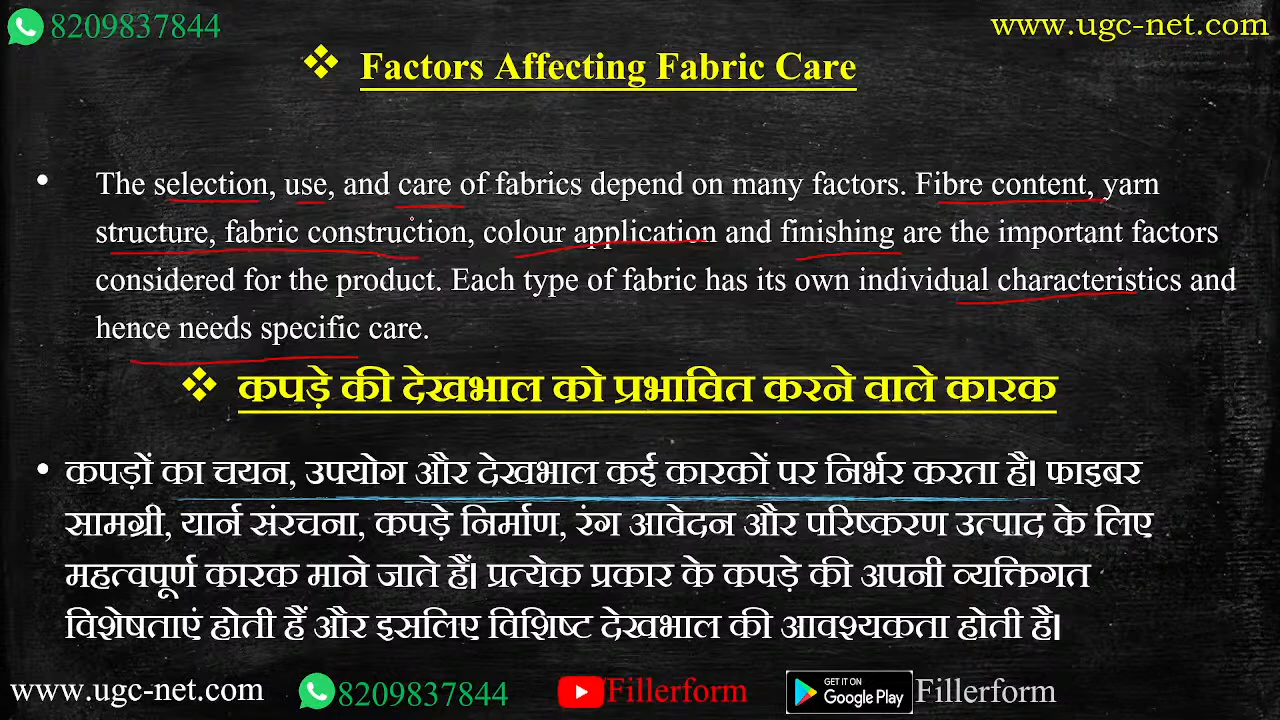 8209837844
www.ugc-net.com
❖ Factors Affecting Fabric Care
• The selection, use, and care of fabrics depend on many factors. Fibre content, yarn
structure, fabric construction, colour application and finishing are the important factors
considered for the product. Each type of fabric has its own individual characteristics and
hence needs specific care.
❖ कपड़े की देखभाल को प्रभावित करने वाले कारक
• कपड़ों का चयन, उपयोग और देखभाल कई कारकों पर निर्भर करता है। फाइबर
सामग्री, यार्न संरचना, कपड़े निर्माण, रंग आवेदन और परिष्करण उत्पाद के लिए
महत्वपूर्ण कारक माने जाते हैं। प्रत्येक प्रकार के कपड़े की अपनी व्यक्तिगत
विशेषताएं होती हैं और इसलिए विशिष्ट देखभाल की आवश्यकता होती है।
www.ugc-net.com 8209837844 Fillerform GET IT ON Google Play Fillerform